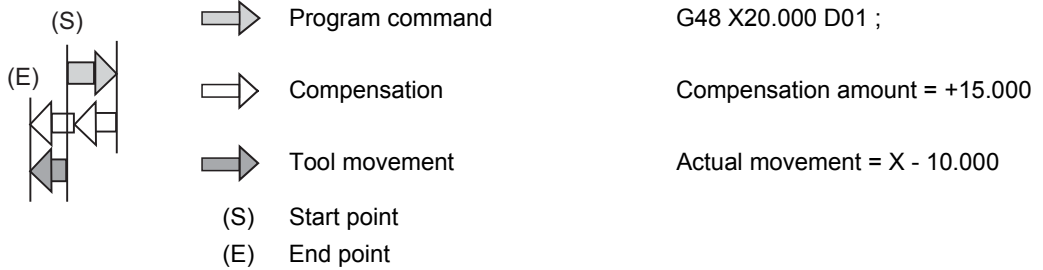 (S)
(E)
Program command G48 X20.000 D01 ;
Compensation Compensation amount = +15.000
Tool movement Actual movement = X - 10.000
(S) Start point
(E) End point